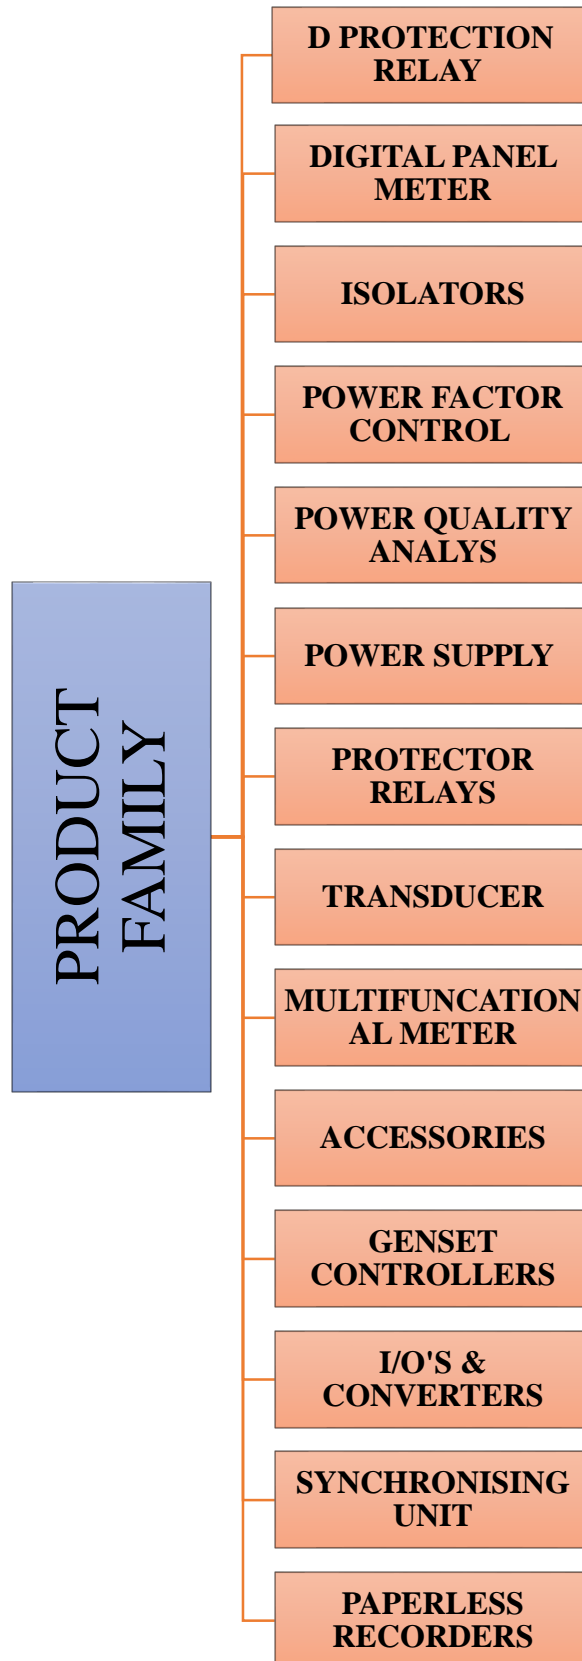 PRODUCT
FAMILY
D PROTECTION
RELAY
DIGITAL PANEL
METER
ISOLATORS
POWER FACTOR
CONTROL
POWER QUALITY
ANALYS
POWER SUPPLY
PROTECTOR
RELAYS
TRANSDUCER
MULTIFUNCATION
AL METER
ACCESSORIES
GENSET
CONTROLLERS
I/O'S &
CONVERTERS
SYNCHRONISING
UNIT
PAPERLESS
RECORDERS